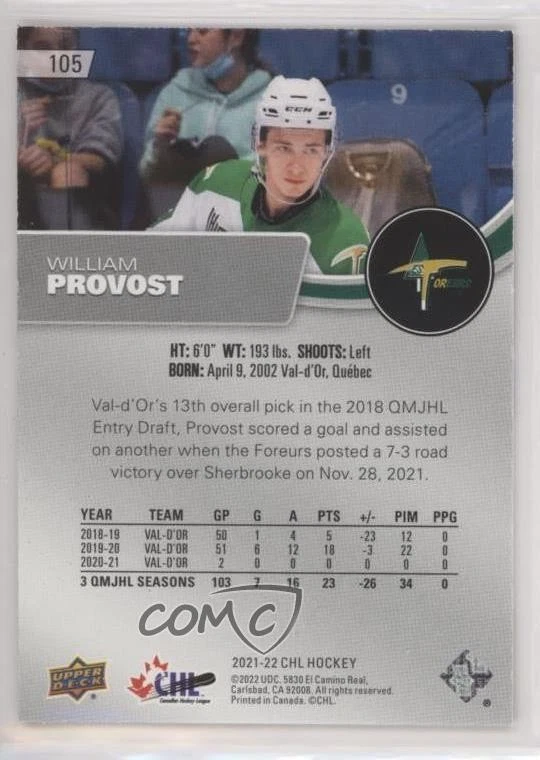 105
9
CCM
WILLIAM
PROVOST
OREURS
HT: 6'0" WT: 193 lbs. SHOOTS: Left
BORN: April 9, 2002 Val-d'Or, Québec
Val-d'Or's 13th overall pick in the 2018 QMJHL
Entry Draft, Provost scored a goal and assisted
on another when the Foreurs posted a 7-3 road
victory over Sherbrooke on Nov. 28, 2021.
YEAR TEAM GP G A PTS +/- PIM PPG
2018-19 VAL-D'OR 50 1 4 5 -23 12 0
2019-20 VAL-D'OR 51 6 12 18 -3 22 0
2020-21 VAL-D'OR 2 0 0 0 0 0 0
3 QMJHL SEASONS 103 7 16 23 -26 34 0
COMC
2021-22 CHL HOCKEY
©2022 UDC. 5830 El Camino Real,
Carlsbad, CA 92008. All rights reserved.
Printed in Canada. ©CHL.
UPPER
DECK
CHL
Canadian Hockey League